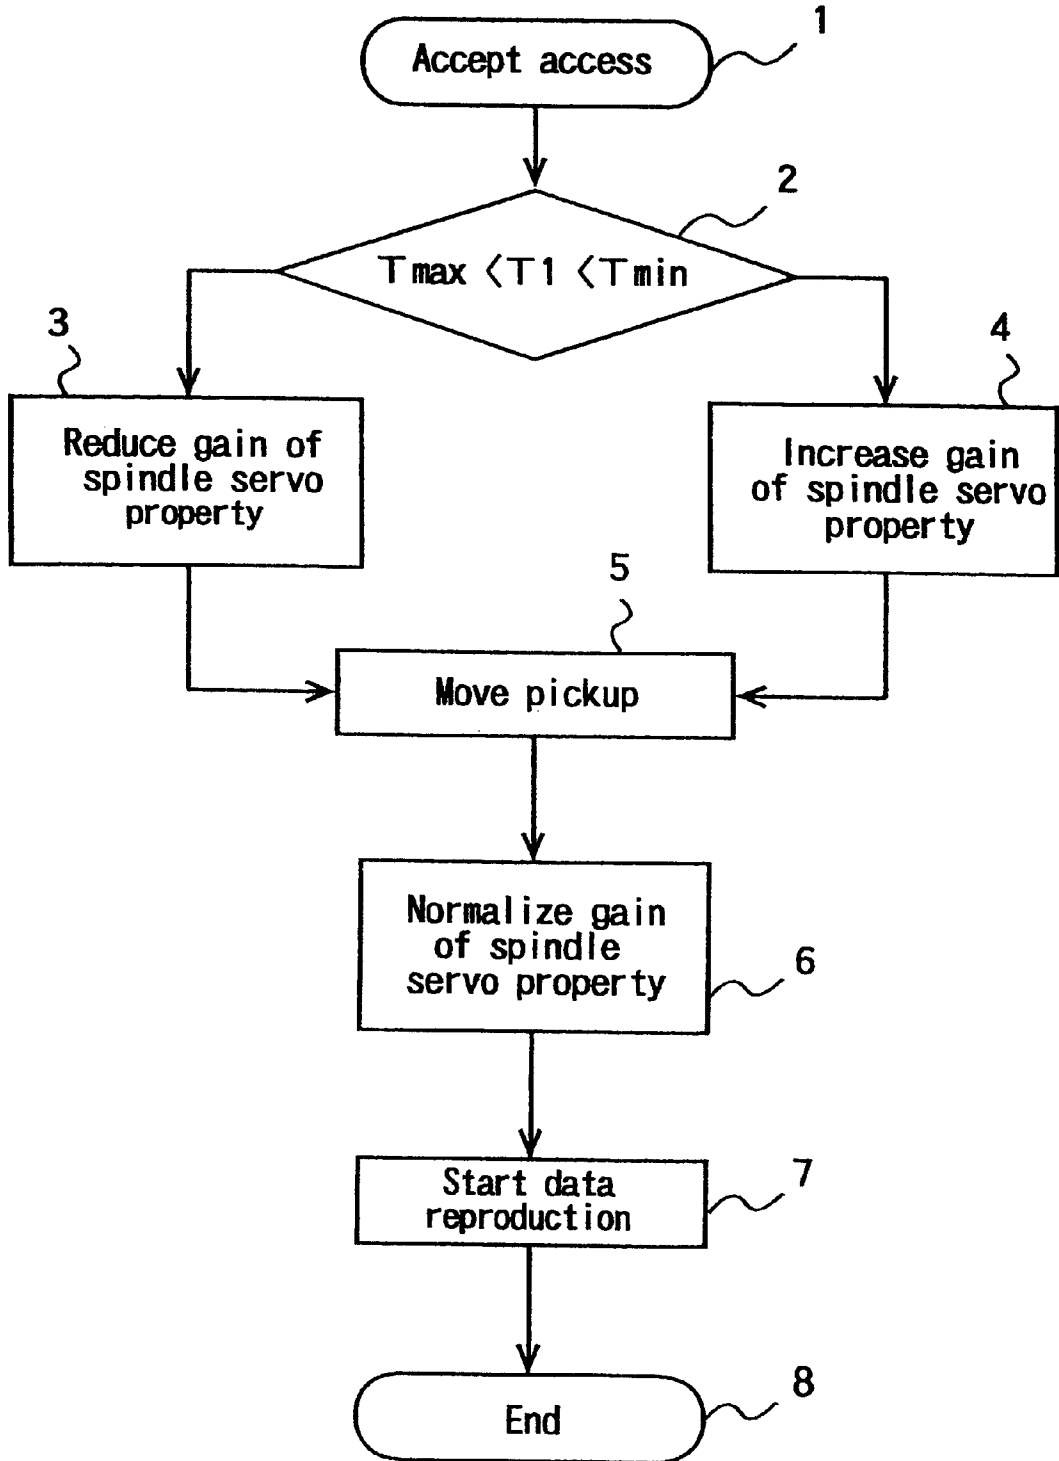 1
Accept access
2
Tmax <T1 <Tmin
3
Reduce gain of
spindle servo
property
4
Increase gain
of spindle servo
property
5
Move pickup
Normalize gain
of spindle
servo property
6
Start data
reproduction
7
End
8